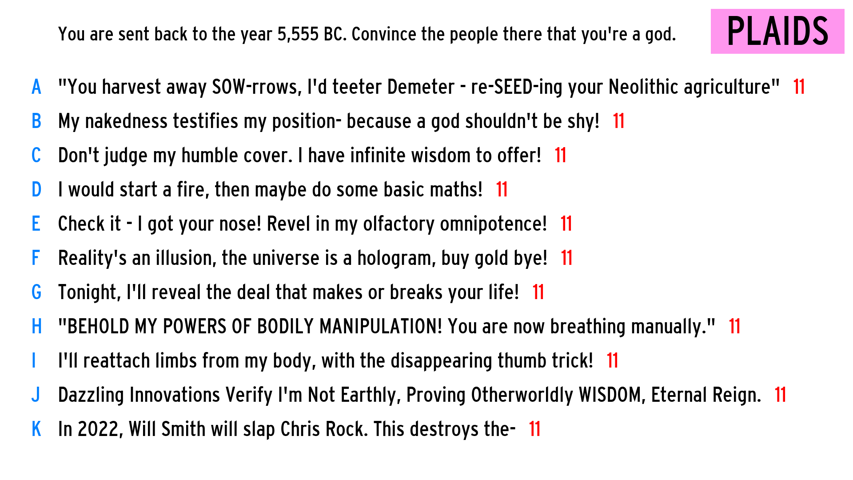 You are sent back to the year 5,555 BC. Convince the people there that you're a god.
PLAIDS
A "You harvest away SOW-rrows, I'd teeter Demeter - re-SEED-ing your Neolithic agriculture" 11
B My nakedness testifies my position- because a god shouldn't be shy! 11
C Don't judge my humble cover. I have infinite wisdom to offer! 11
D I would start a fire, then maybe do some basic maths! 11
E Check it - I got your nose! Revel in my olfactory omnipotence! 11
F Reality's an illusion, the universe is a hologram, buy gold bye! 11
G Tonight, I'll reveal the deal that makes or breaks your life! 11
H "BEHOLD MY POWERS OF BODILY MANIPULATION! You are now breathing manually." 11
I I'll reattach limbs from my body, with the disappearing thumb trick! 11
J Dazzling Innovations Verify I'm Not Earthly, Proving Otherworldly WISDOM, Eternal Reign. 11
K In 2022, Will Smith will slap Chris Rock. This destroys the- 11